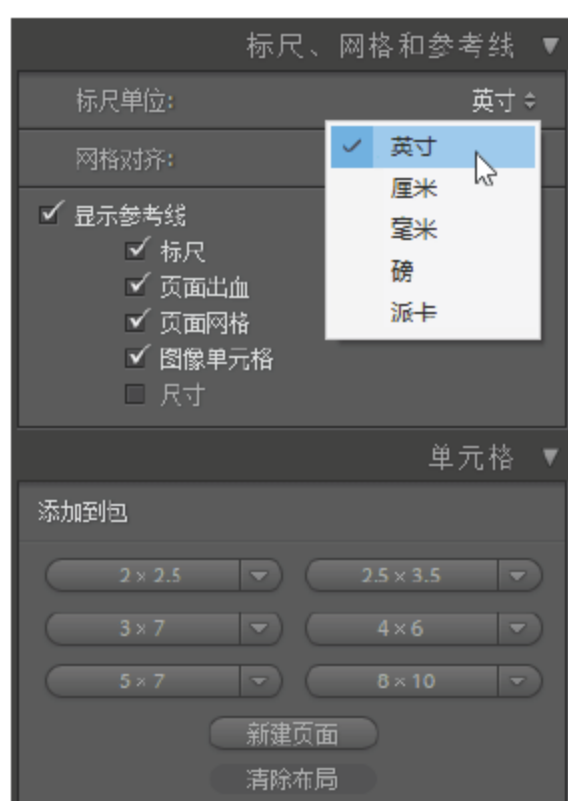 标尺、网格和参考线
标尺单位: 英寸
英寸
网格对齐:
厘米
显示参考线
毫米
标尺
磅
页面出血
派卡
页面网格
图像单元格
尺寸
单元格
添加到包
2 × 2.5 2.5 × 3.5
3 × 7 4 × 6
5 × 7 8 × 10
新建页面
清除布局